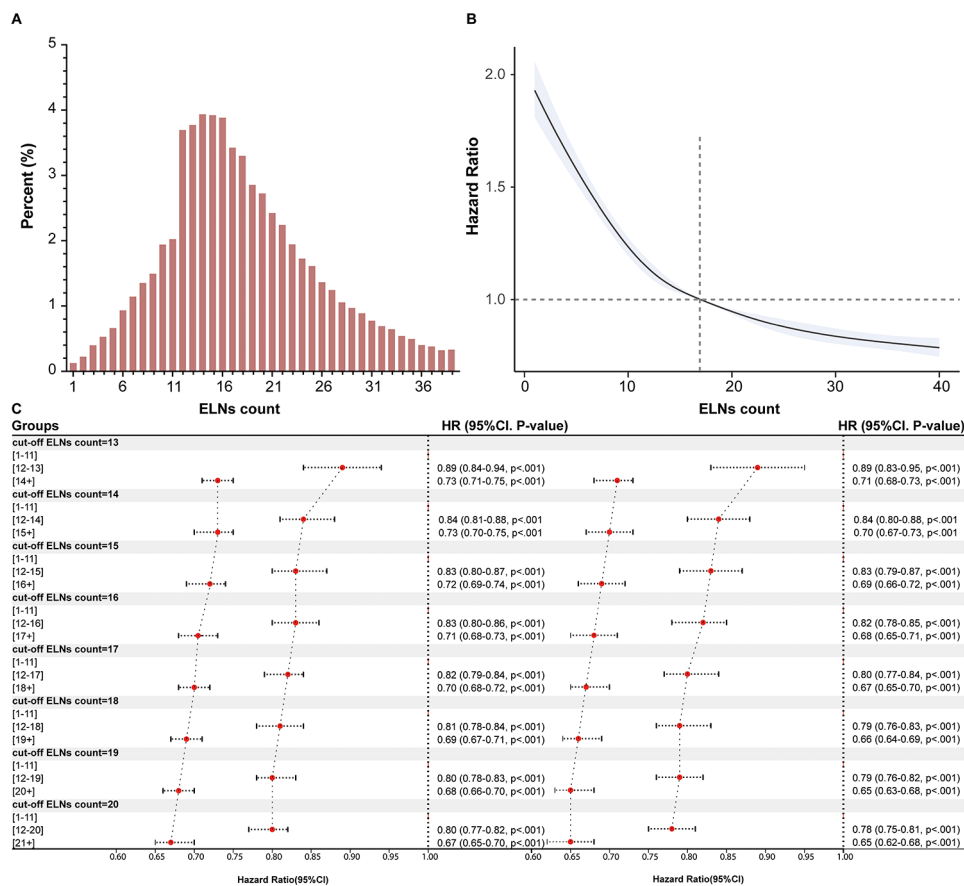 A
B
5
4
3
2
1
0
Percent (%)
1 6 11 16 21 26 31 36
ELNs count
2.0
1.5
1.0
Hazard Ratio
0 10 20 30 40
ELNs count
C
Groups HR (95%CI. P-value) HR (95%CI. P-value)
cut-off ELNs count=13
[1-11]
[12-13] 0.89 (0.84-0.94, p<.001) 0.89 (0.83-0.95, p<.001)
[14+] 0.73 (0.71-0.75, p<.001) 0.71 (0.68-0.73, p<.001)
cut-off ELNs count=14
[1-11]
[12-14] 0.84 (0.81-0.88, p<.001 0.84 (0.80-0.88, p<.001
[15+] 0.73 (0.70-0.75, p<.001 0.70 (0.67-0.73, p<.001
cut-off ELNs count=15
[1-11]
[12-15] 0.83 (0.80-0.87, p<.001) 0.83 (0.79-0.87, p<.001)
[16+] 0.72 (0.69-0.74, p<.001) 0.69 (0.66-0.72, p<.001)
cut-off ELNs count=16
[1-11]
[12-16] 0.83 (0.80-0.86, p<.001) 0.82 (0.78-0.85, p<.001)
[17+] 0.71 (0.68-0.73, p<.001) 0.68 (0.65-0.71, p<.001)
cut-off ELNs count=17
[1-11]
[12-17] 0.82 (0.79-0.84, p<.001) 0.80 (0.77-0.84, p<.001)
[18+] 0.70 (0.68-0.72, p<.001) 0.67 (0.65-0.70, p<.001)
cut-off ELNs count=18
[1-11]
[12-18] 0.81 (0.78-0.84, p<.001) 0.79 (0.76-0.83, p<.001)
[19+] 0.69 (0.67-0.71, p<.001) 0.66 (0.64-0.69, p<.001)
cut-off ELNs count=19
[1-11]
[12-19] 0.80 (0.78-0.83, p<.001) 0.79 (0.76-0.82, p<.001)
[20+] 0.68 (0.66-0.70, p<.001) 0.65 (0.63-0.68, p<.001)
cut-off ELNs count=20
[1-11]
[12-20] 0.80 (0.77-0.82, p<.001) 0.78 (0.75-0.81, p<.001)
[21+] 0.67 (0.65-0.70, p<.001) 0.65 (0.62-0.68, p<.001)
0.60 0.65 0.70 0.75 0.80 0.85 0.90 0.95 1.00 0.60 0.65 0.70 0.75 0.80 0.85 0.90 0.95 1.00
Hazard Ratio(95%CI) Hazard Ratio(95%CI)